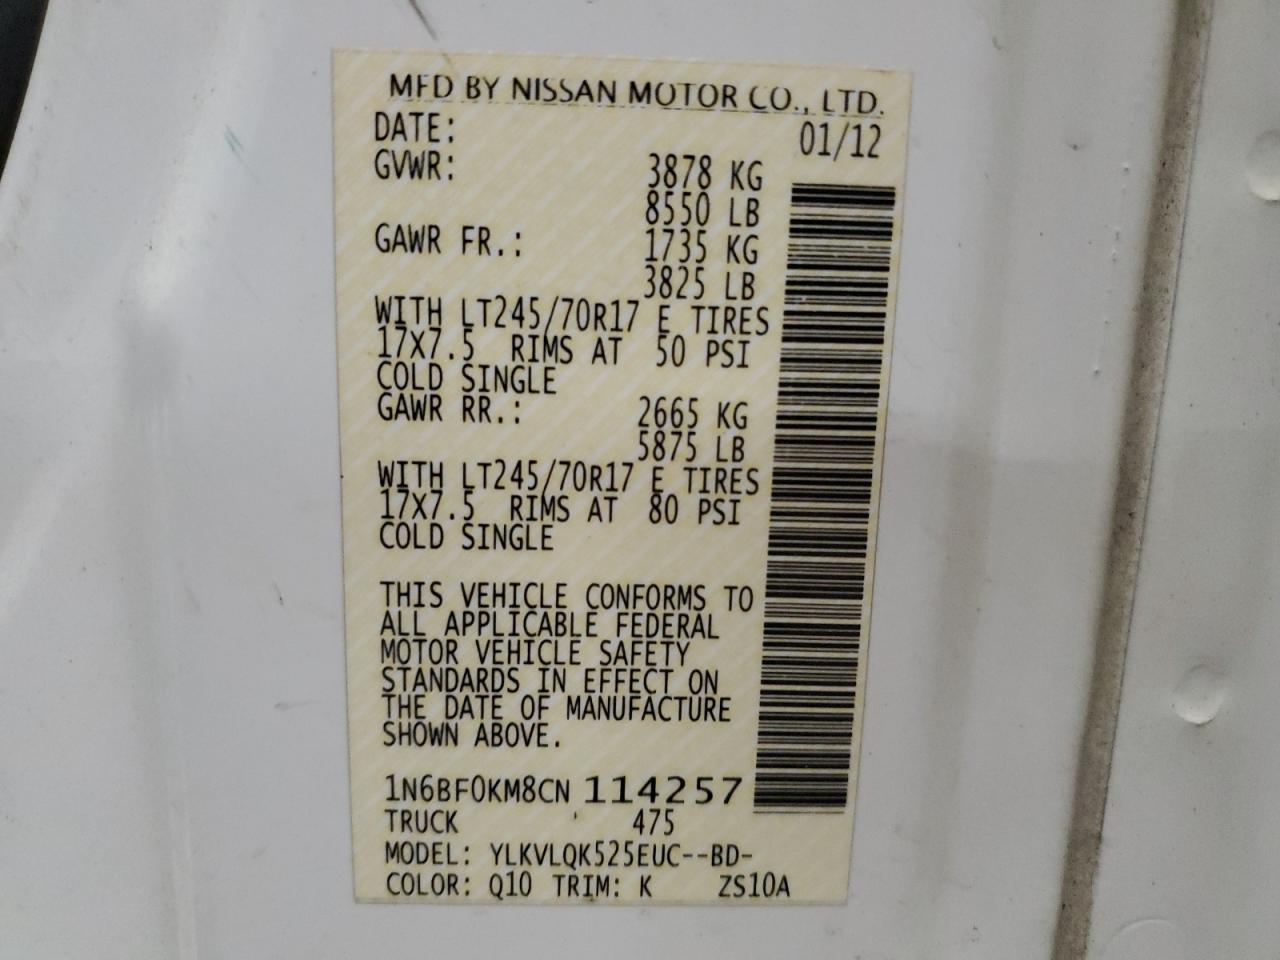 MFD BY NISSAN MOTOR CO., LTD.
DATE: 01/12
GVWR: 3878 KG
8550 LB
GAWR FR.: 1735 KG
3825 LB
WITH LT245/70R17 E TIRES
17X7.5 RIMS AT 50 PSI
COLD SINGLE
GAWR RR.: 2665 KG
5875 LB
WITH LT245/70R17 E TIRES
17X7.5 RIMS AT 80 PSI
COLD SINGLE
THIS VEHICLE CONFORMS TO
ALL APPLICABLE FEDERAL
MOTOR VEHICLE SAFETY
STANDARDS IN EFFECT ON
THE DATE OF MANUFACTURE
SHOWN ABOVE.
1N6BF0KM8CN 114257
TRUCK 475
MODEL: YLKVLQK525EUC--BD-
COLOR: Q10 TRIM: K ZS10A